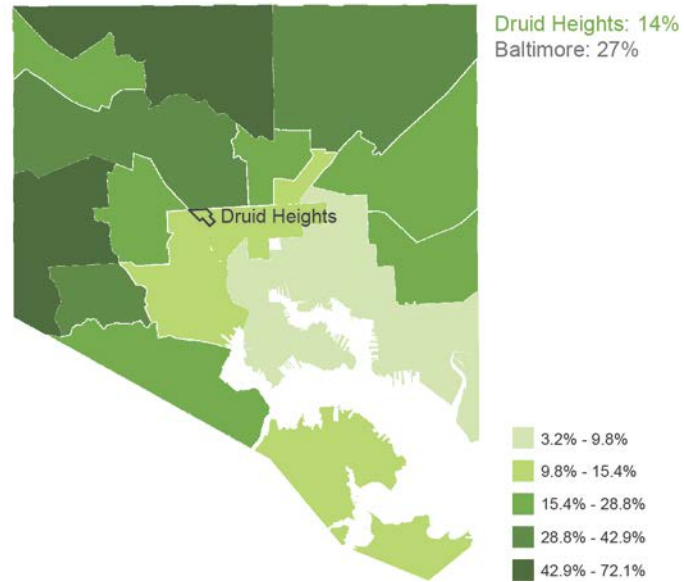 Druid Heights: 14%
Baltimore: 27%
Druid Heights
3.2% - 9.8%
9.8% - 15.4%
15.4% - 28.8%
28.8% - 42.9%
42.9% - 72.1%